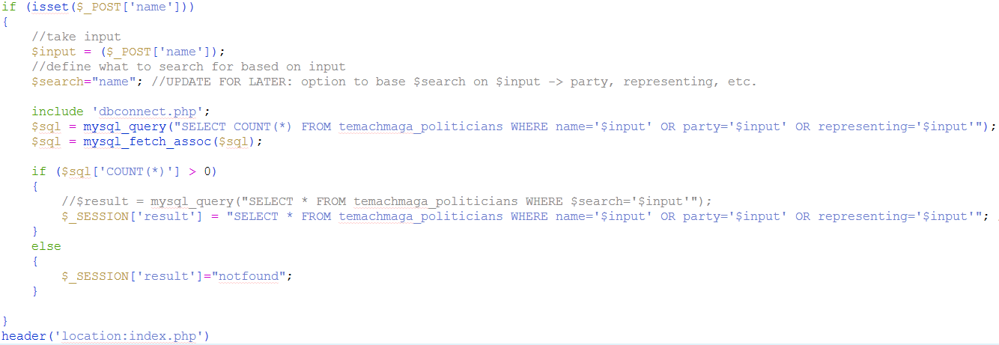 if (isset($_POST['name']))
{
//take input
$input = ($_POST['name']);
//define what to search for based on input
$search="name"; //UPDATE FOR LATER: option to base $search on $input -> party, representing, etc.
include 'dbconnect.php';
$sql = mysql_query("SELECT COUNT(*) FROM temachmaga_politicians WHERE name='$input' OR party='$input' OR representing='$input'");
$sql = mysql_fetch_assoc($sql);
if ($sql['COUNT(*)'] > 0)
{
//$result = mysql_query("SELECT * FROM temachmaga_politicians WHERE $search='$input'");
$_SESSION['result'] = "SELECT * FROM temachmaga_politicians WHERE name='$input' OR party='$input' OR representing='$input'";
}
else
{
$_SESSION['result']="notfound";
}
}
header('location:index.php')